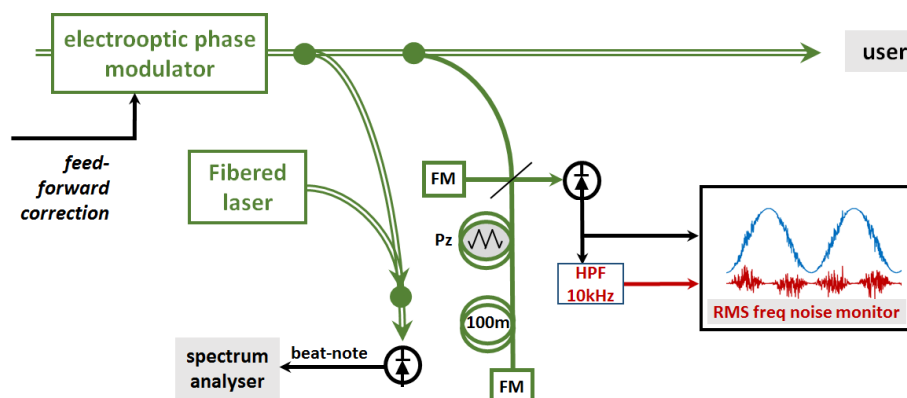 electrooptic phase
modulator
user
feed-
forward
correction
Fibered
laser
FM
Pz
HPF
10kHz
100m
RMS freq noise monitor
spectrum
analyser
beat-note
FM